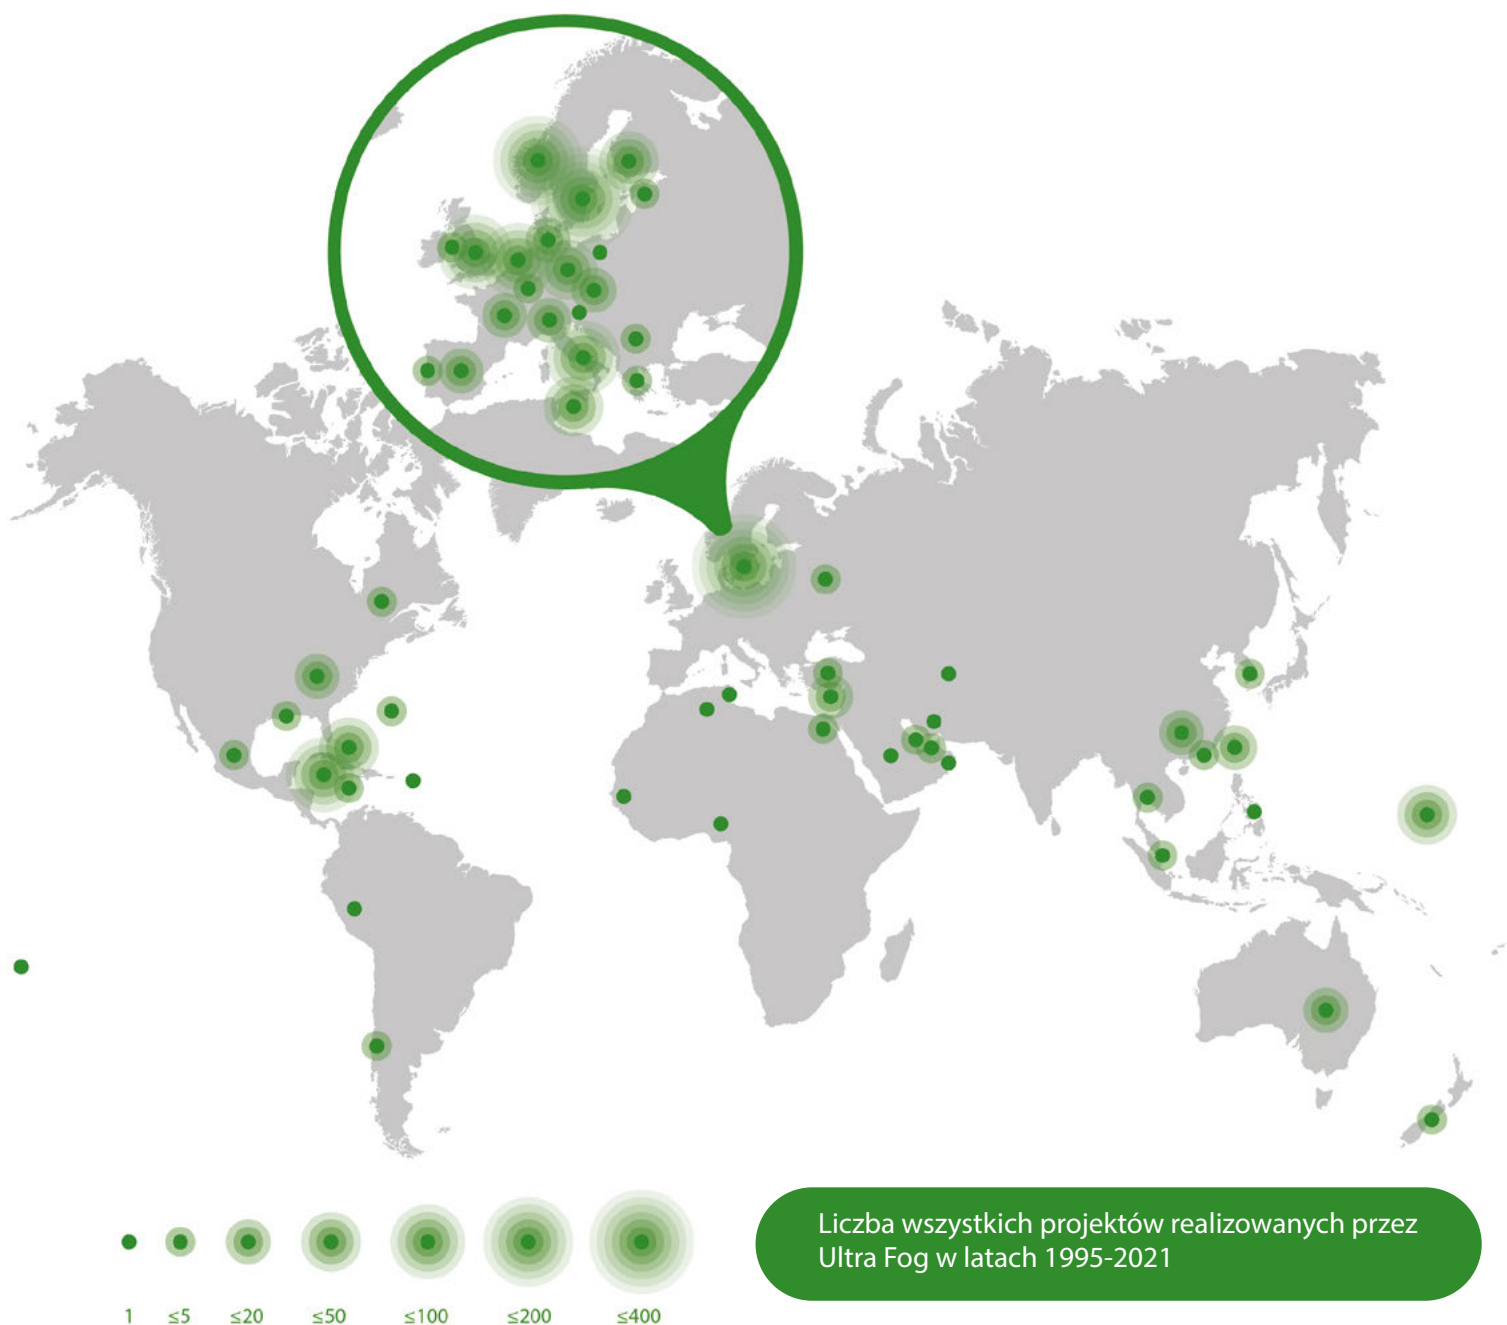 Liczba wszystkich projektów realizowanych przez
Ultra Fog w latach 1995-2021
1 ≤5 ≤20 ≤50 ≤100 ≤200 ≤400